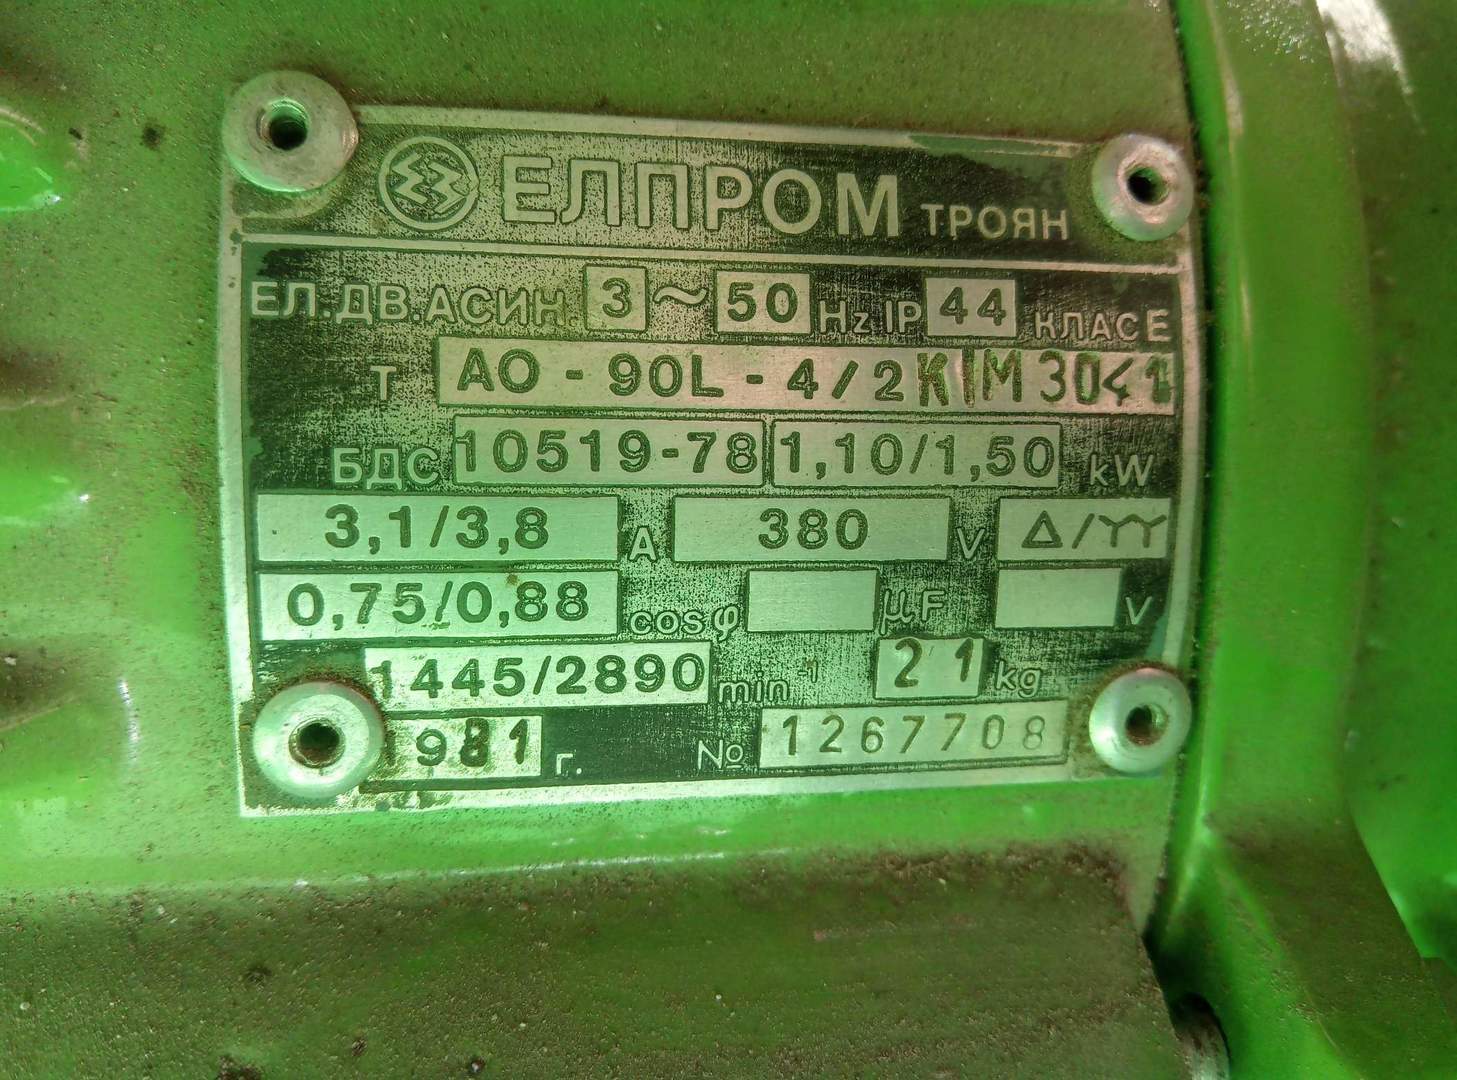 ЕЛПРОМ ТРОЯН
ЕЛ.ДВ.АСИН. 3 ~ 50 Hz IP 44 КЛАС Е
Т АО - 90L - 4/2К IM 3041
БДС 10519-78 1,10/1,50 kW
3,1/3,8 A 380 V Δ/YY
0,75/0,88 cosφ μF V
1445/2890 min⁻¹ 21 kg
1981 г. № 1267708